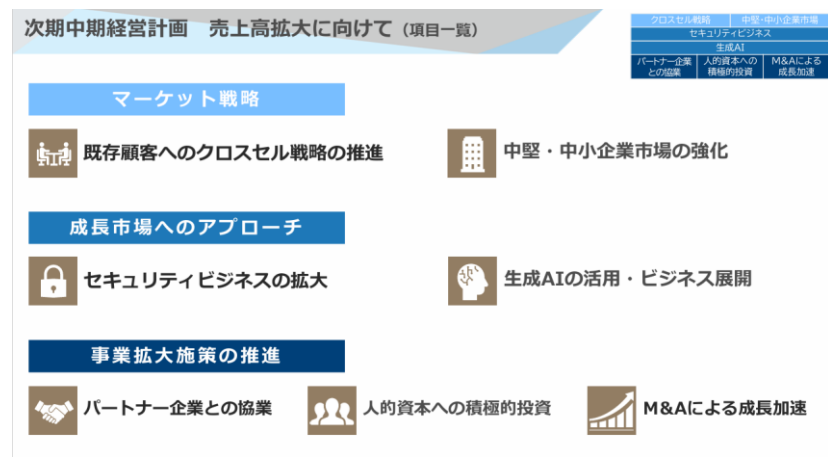 次期中期経営計画 売上高拡大に向けて（項目一覧）
クロスセル戦略 中堅・中小企業市場
セキュリティビジネス
生成AI
パートナー企業との協業 人的資本への積極的投資 M&Aによる成長加速
マーケット戦略
既存顧客へのクロスセル戦略の推進 中堅・中小企業市場の強化
成長市場へのアプローチ
セキュリティビジネスの拡大 生成AIの活用・ビジネス展開
事業拡大施策の推進
パートナー企業との協業 人的資本への積極的投資 M&Aによる成長加速